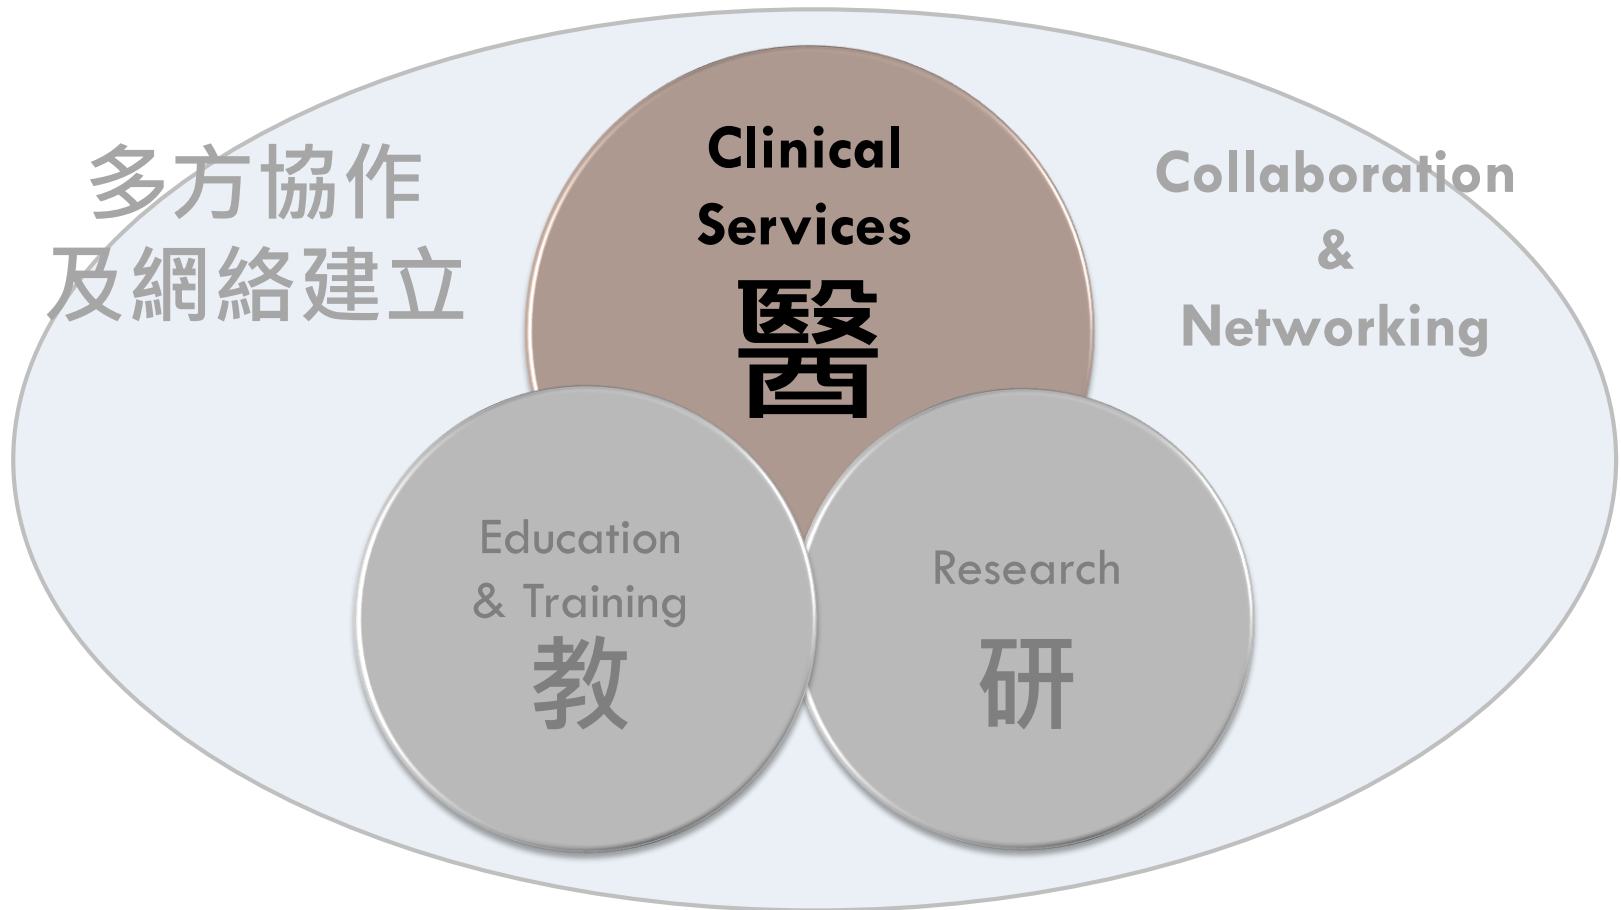 多方協作
及網絡建立
Clinical
Services
醫
Collaboration
&
Networking
Education
& Training
教
Research
研